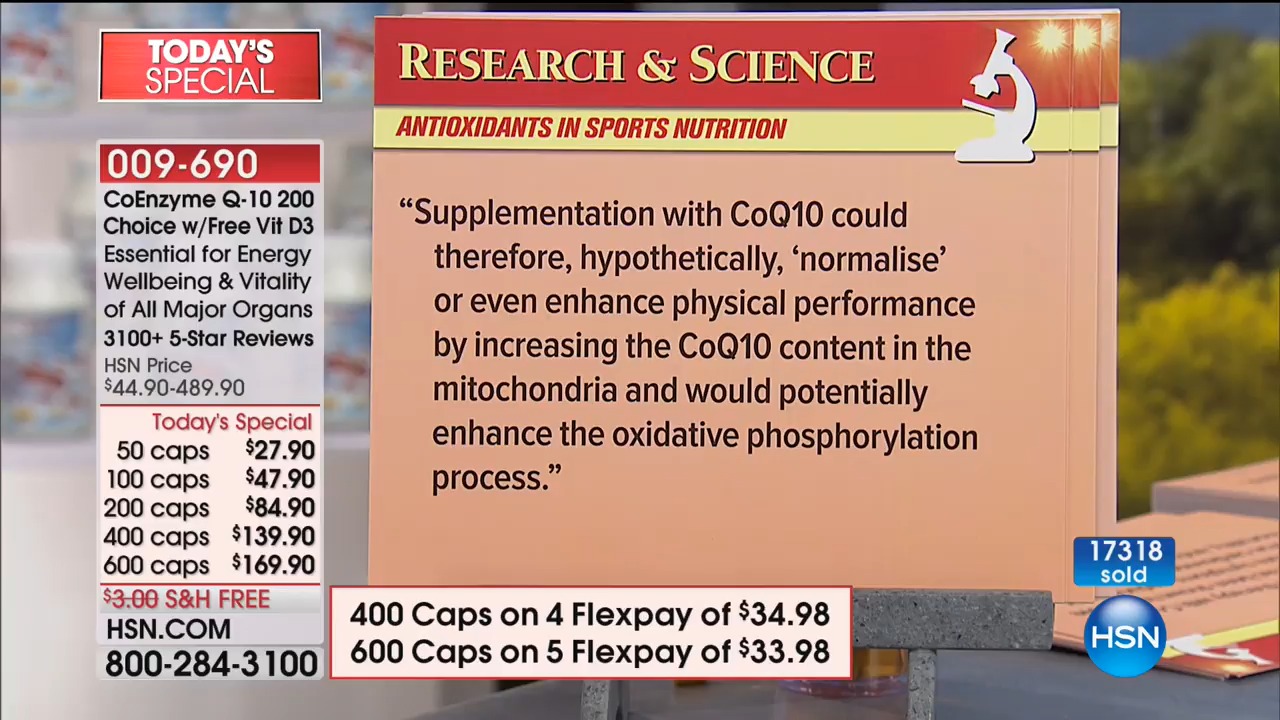 TODAY'S
SPECIAL
009-690
CoEnzyme Q-10 200
Choice w/Free Vit D3
Essential for Energy
Wellbeing & Vitality
of All Major Organs
3100+ 5-Star Reviews
HSN Price
$44.90-489.90
Today's Special
50 caps $27.90
100 caps $47.90
200 caps $84.90
400 caps $139.90
600 caps $169.90
$3.00 S&H FREE
HSN.COM
800-284-3100
RESEARCH & SCIENCE
ANTIOXIDANTS IN SPORTS NUTRITION
“Supplementation with CoQ10 could
therefore, hypothetically, ‘normalise’
or even enhance physical performance
by increasing the CoQ10 content in the
mitochondria and would potentially
enhance the oxidative phosphorylation
process.”
400 Caps on 4 Flexpay of $34.98
600 Caps on 5 Flexpay of $33.98
17318
sold
HSN